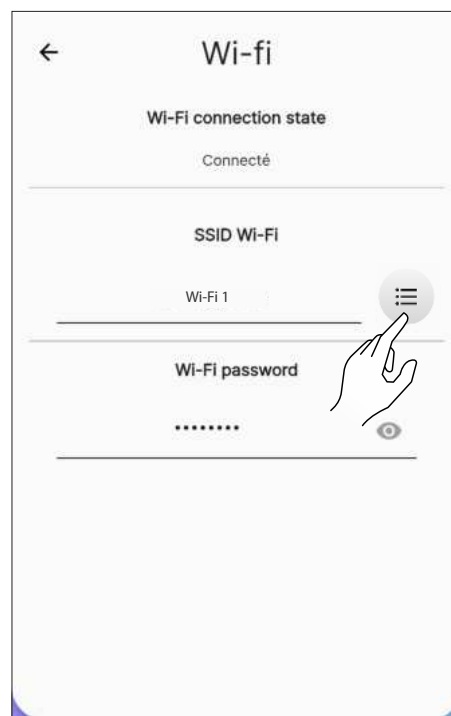 Wi-fi
Wi-Fi connection state
Connecté
SSID Wi-Fi
Wi-Fi 1
Wi-Fi password
••••••••